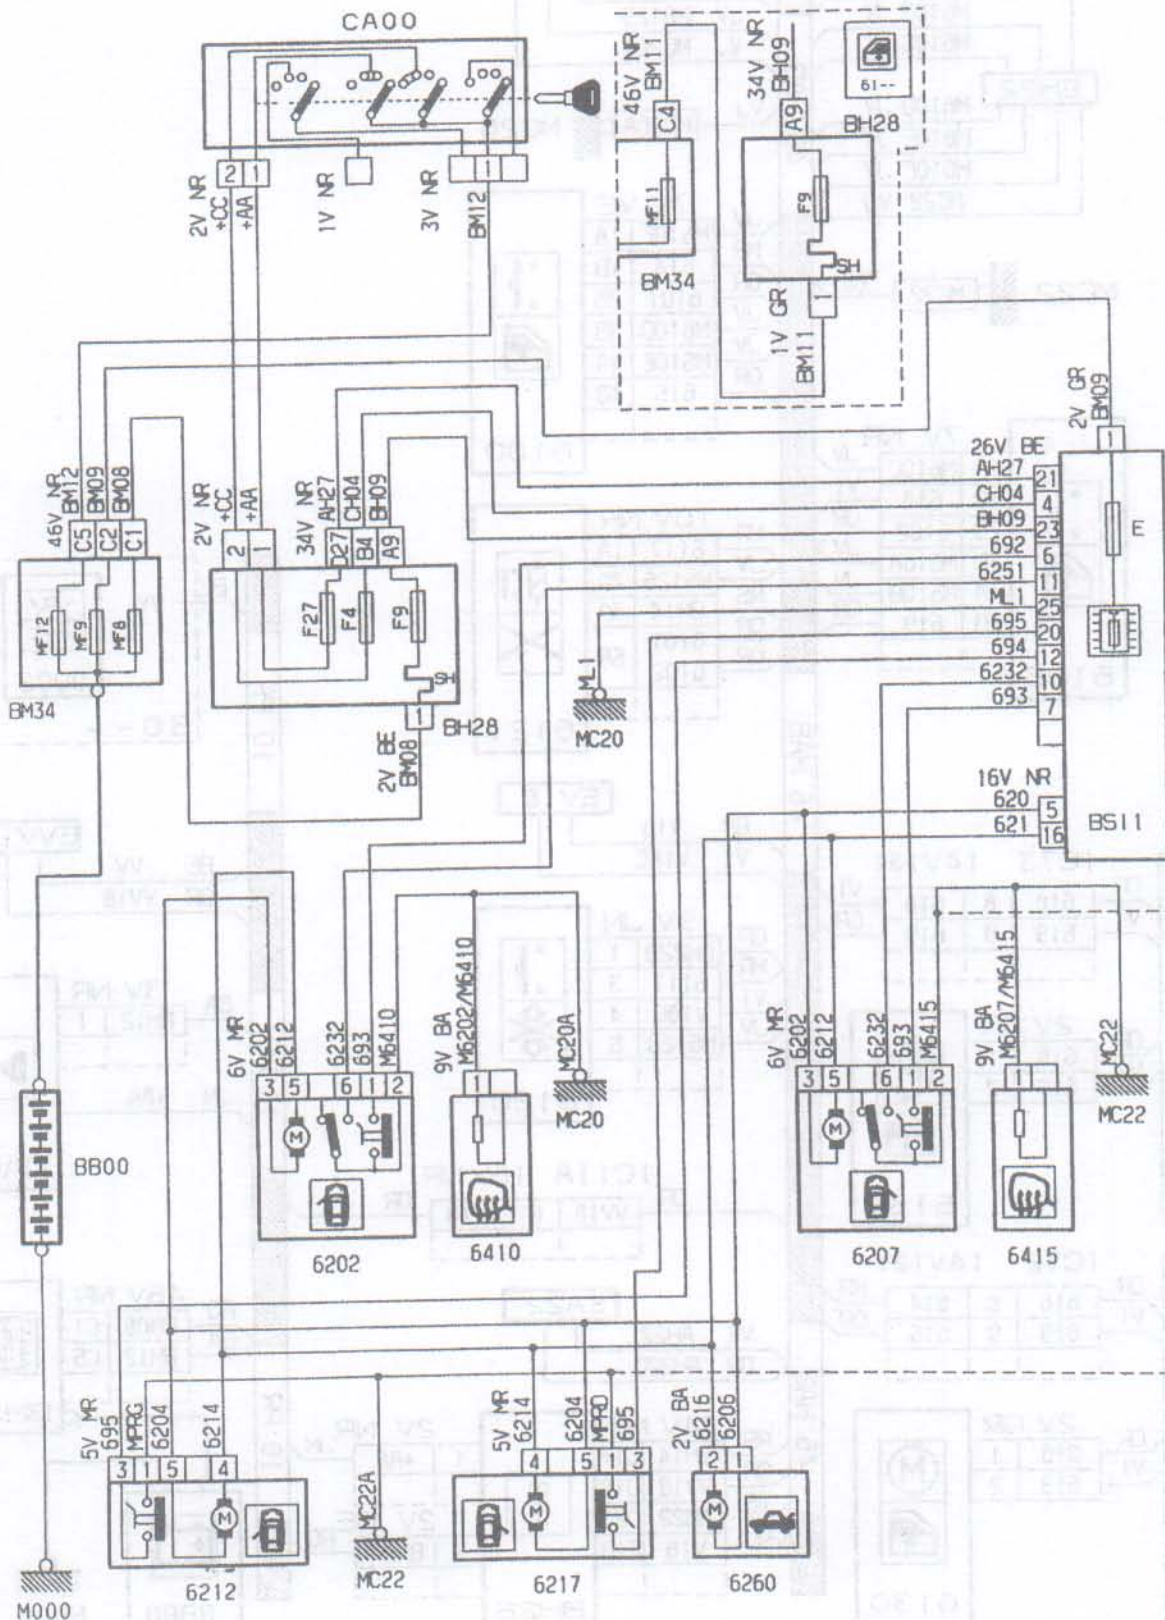 CA00
2 1
2V NR
+CC
+AA
1V NR
3V NR
1
BM12
46V NR
BM11
C4
MF11
BM34
34V NR
BH09
A9
61--
BH28
F9
SH
1
1V GR
BM11
2V GR
BM09
1
E
46V NR
BM12
BM09
BM08
C5 C2 C1
MF12
MF9
MF8
BM34
2V NR
+CC
+AA
2 1
34V NR
AH27
CH04
BH09
D27 B4 A9
F27
F4
F9
SH
1
BH28
2V BE
BM08
ML1
MC20
26V BE
AH27 21
CH04 4
BH09 23
692 6
6251 11
ML1 25
695 20
694 12
6232 10
693 7
16V NR
620 5
621 16
BSI1
BB00
M000
6V MR
6202
6212
6232
693
M6410
3 5 6 1 2
M
6202
9V BA
M6202/M6410
1
6410
MC20A
MC20
6V MR
6202
6212
6232
693
M6415
3 5 6 1 2
M
6207
9V BA
M6207/M6415
1
6415
MC22
MC22
5V MR
695
MPRG
6204
6214
3 1 5 4
M
6212
MC22A
MC22
5V MR
6214
6204
MPRD
695
4 5 1 3
M
6217
2V BA
6216
6206
2 1
M
6260